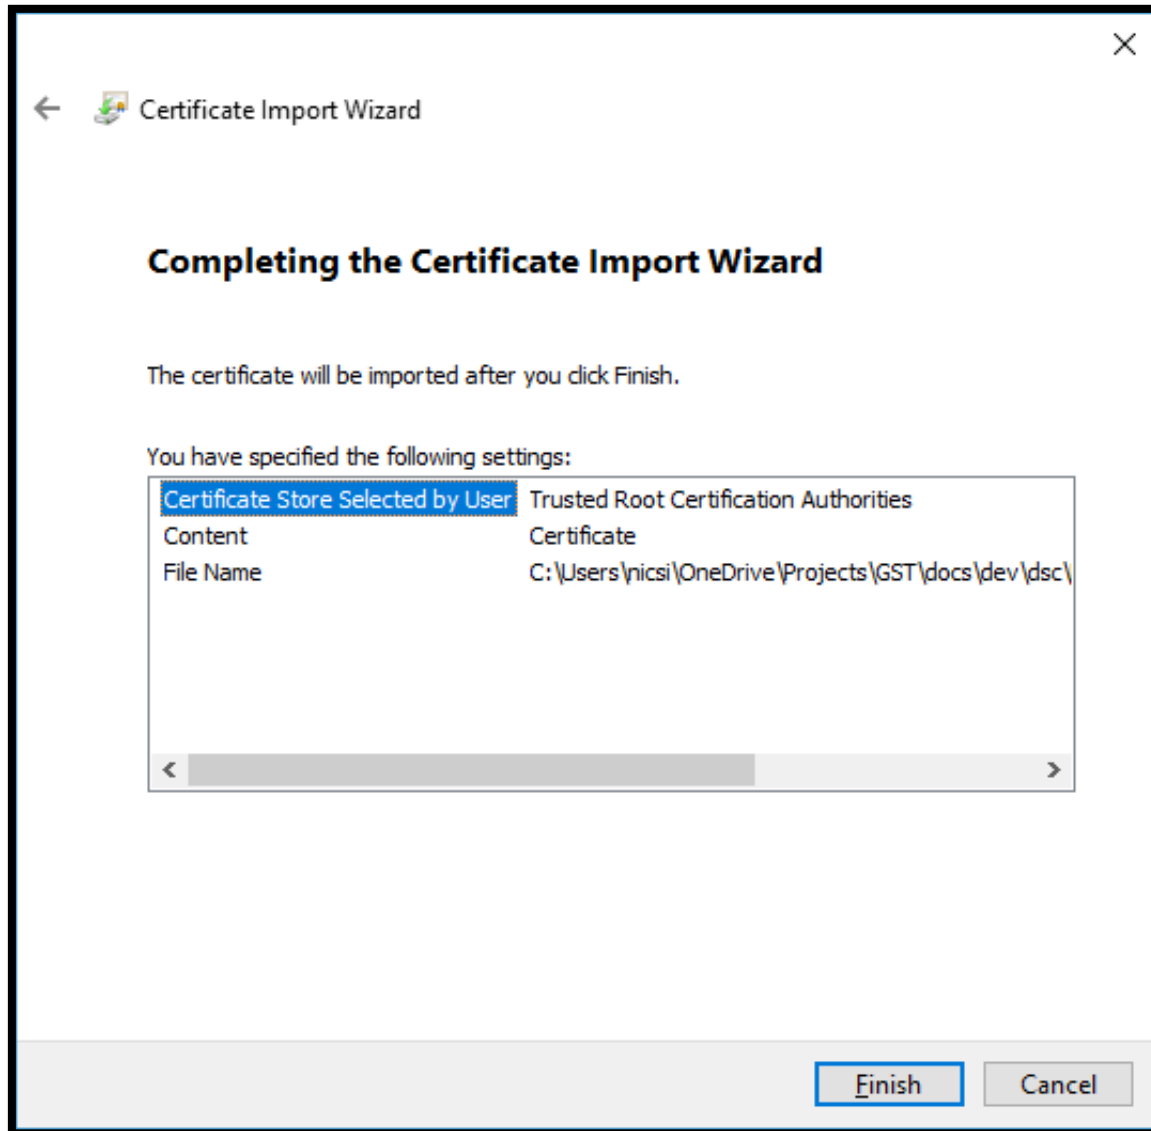 Certificate Import Wizard
Completing the Certificate Import Wizard
The certificate will be imported after you click Finish.
You have specified the following settings:
Certificate Store Selected by User Trusted Root Certification Authorities
Content Certificate
File Name C:\Users\nicsi\OneDrive\Projects\GST\docs\dev\dsc\
Finish Cancel